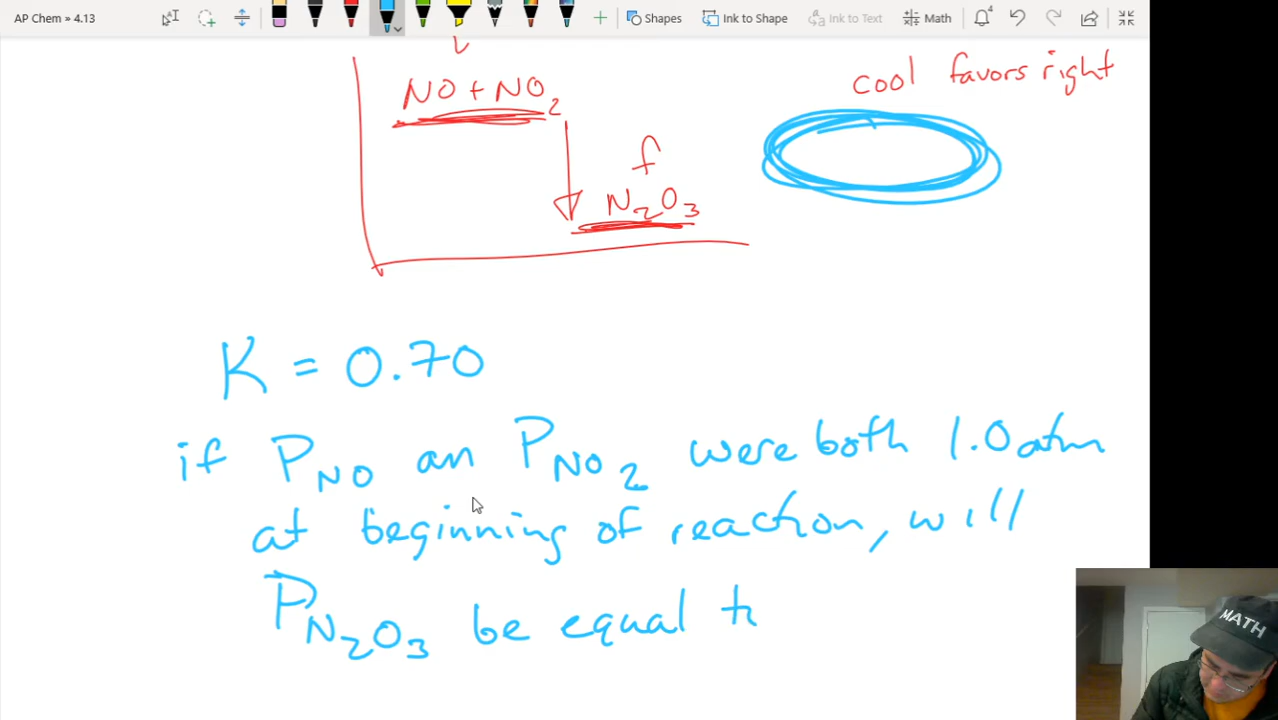 AP Chem » 4.13
Shapes
Ink to Shape
Ink to Text
Math
4
NO + NO2
cool favors right
f
N2O3
K = 0.70
if PNO an PNO2 were both 1.0 atm
at beginning of reaction, will
PN2O3 be equal t
MATH